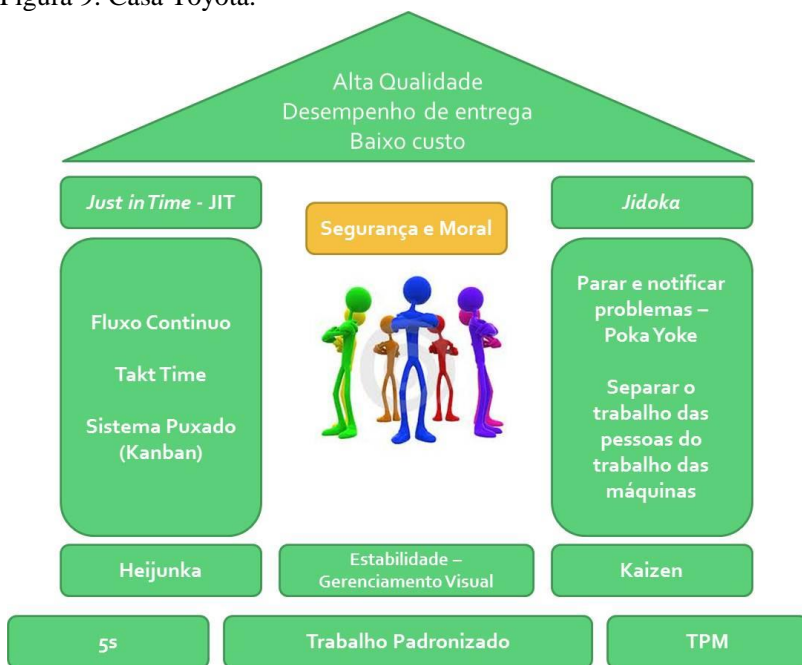 Figura 9: Casa Toyota.
Alta Qualidade
Desempenho de entrega
Baixo custo
Just in Time - JIT
Segurança e Moral
Jidoka
Fluxo Continuo
Takt Time
Sistema Puxado
(Kanban)
Parar e notificar
problemas –
Poka Yoke
Separar o
trabalho das
pessoas do
trabalho das
máquinas
Heijunka
Estabilidade –
Gerenciamento Visual
Kaizen
5s
Trabalho Padronizado
TPM